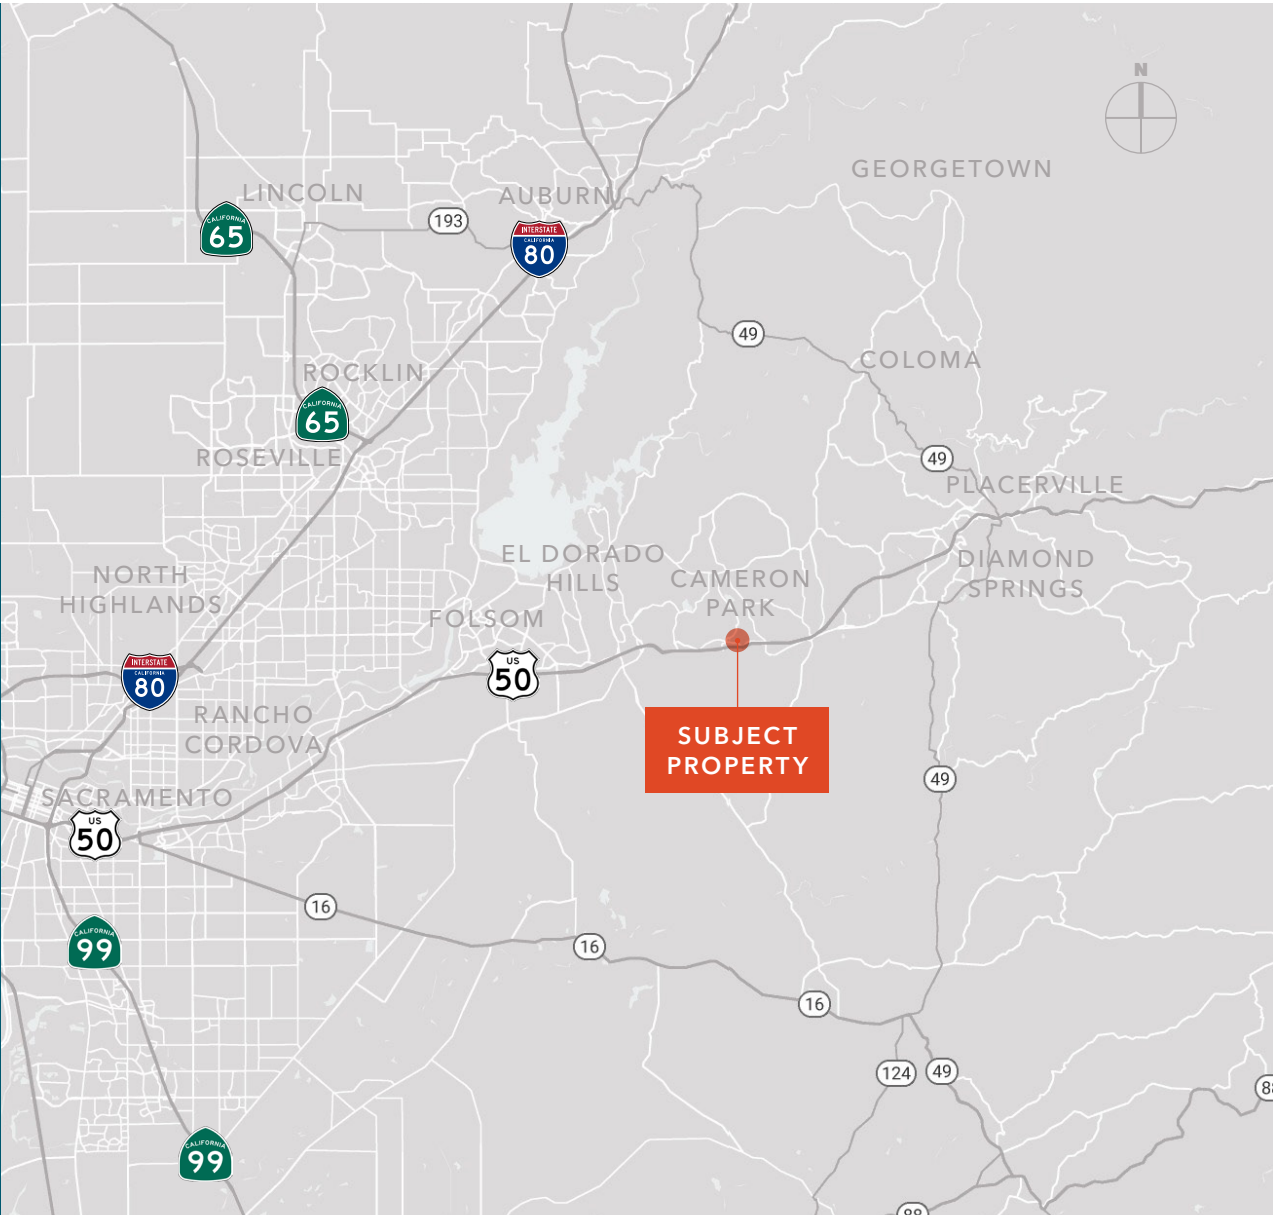 N
GEORGETOWN
LINCOLN
AUBURN
CALIFORNIA
65
193
INTERSTATE
CALIFORNIA
80
49
COLOMA
ROCKLIN
CALIFORNIA
65
ROSEVILLE
49
PLACERVILLE
EL DORADO
HILLS
DIAMOND
SPRINGS
NORTH
HIGHLANDS
CAMERON
PARK
FOLSOM
INTERSTATE
CALIFORNIA
80
US
50
RANCHO
CORDOVA
SUBJECT
PROPERTY
49
SACRAMENTO
US
50
16
CALIFORNIA
99
16
16
124
49
88
CALIFORNIA
99
88